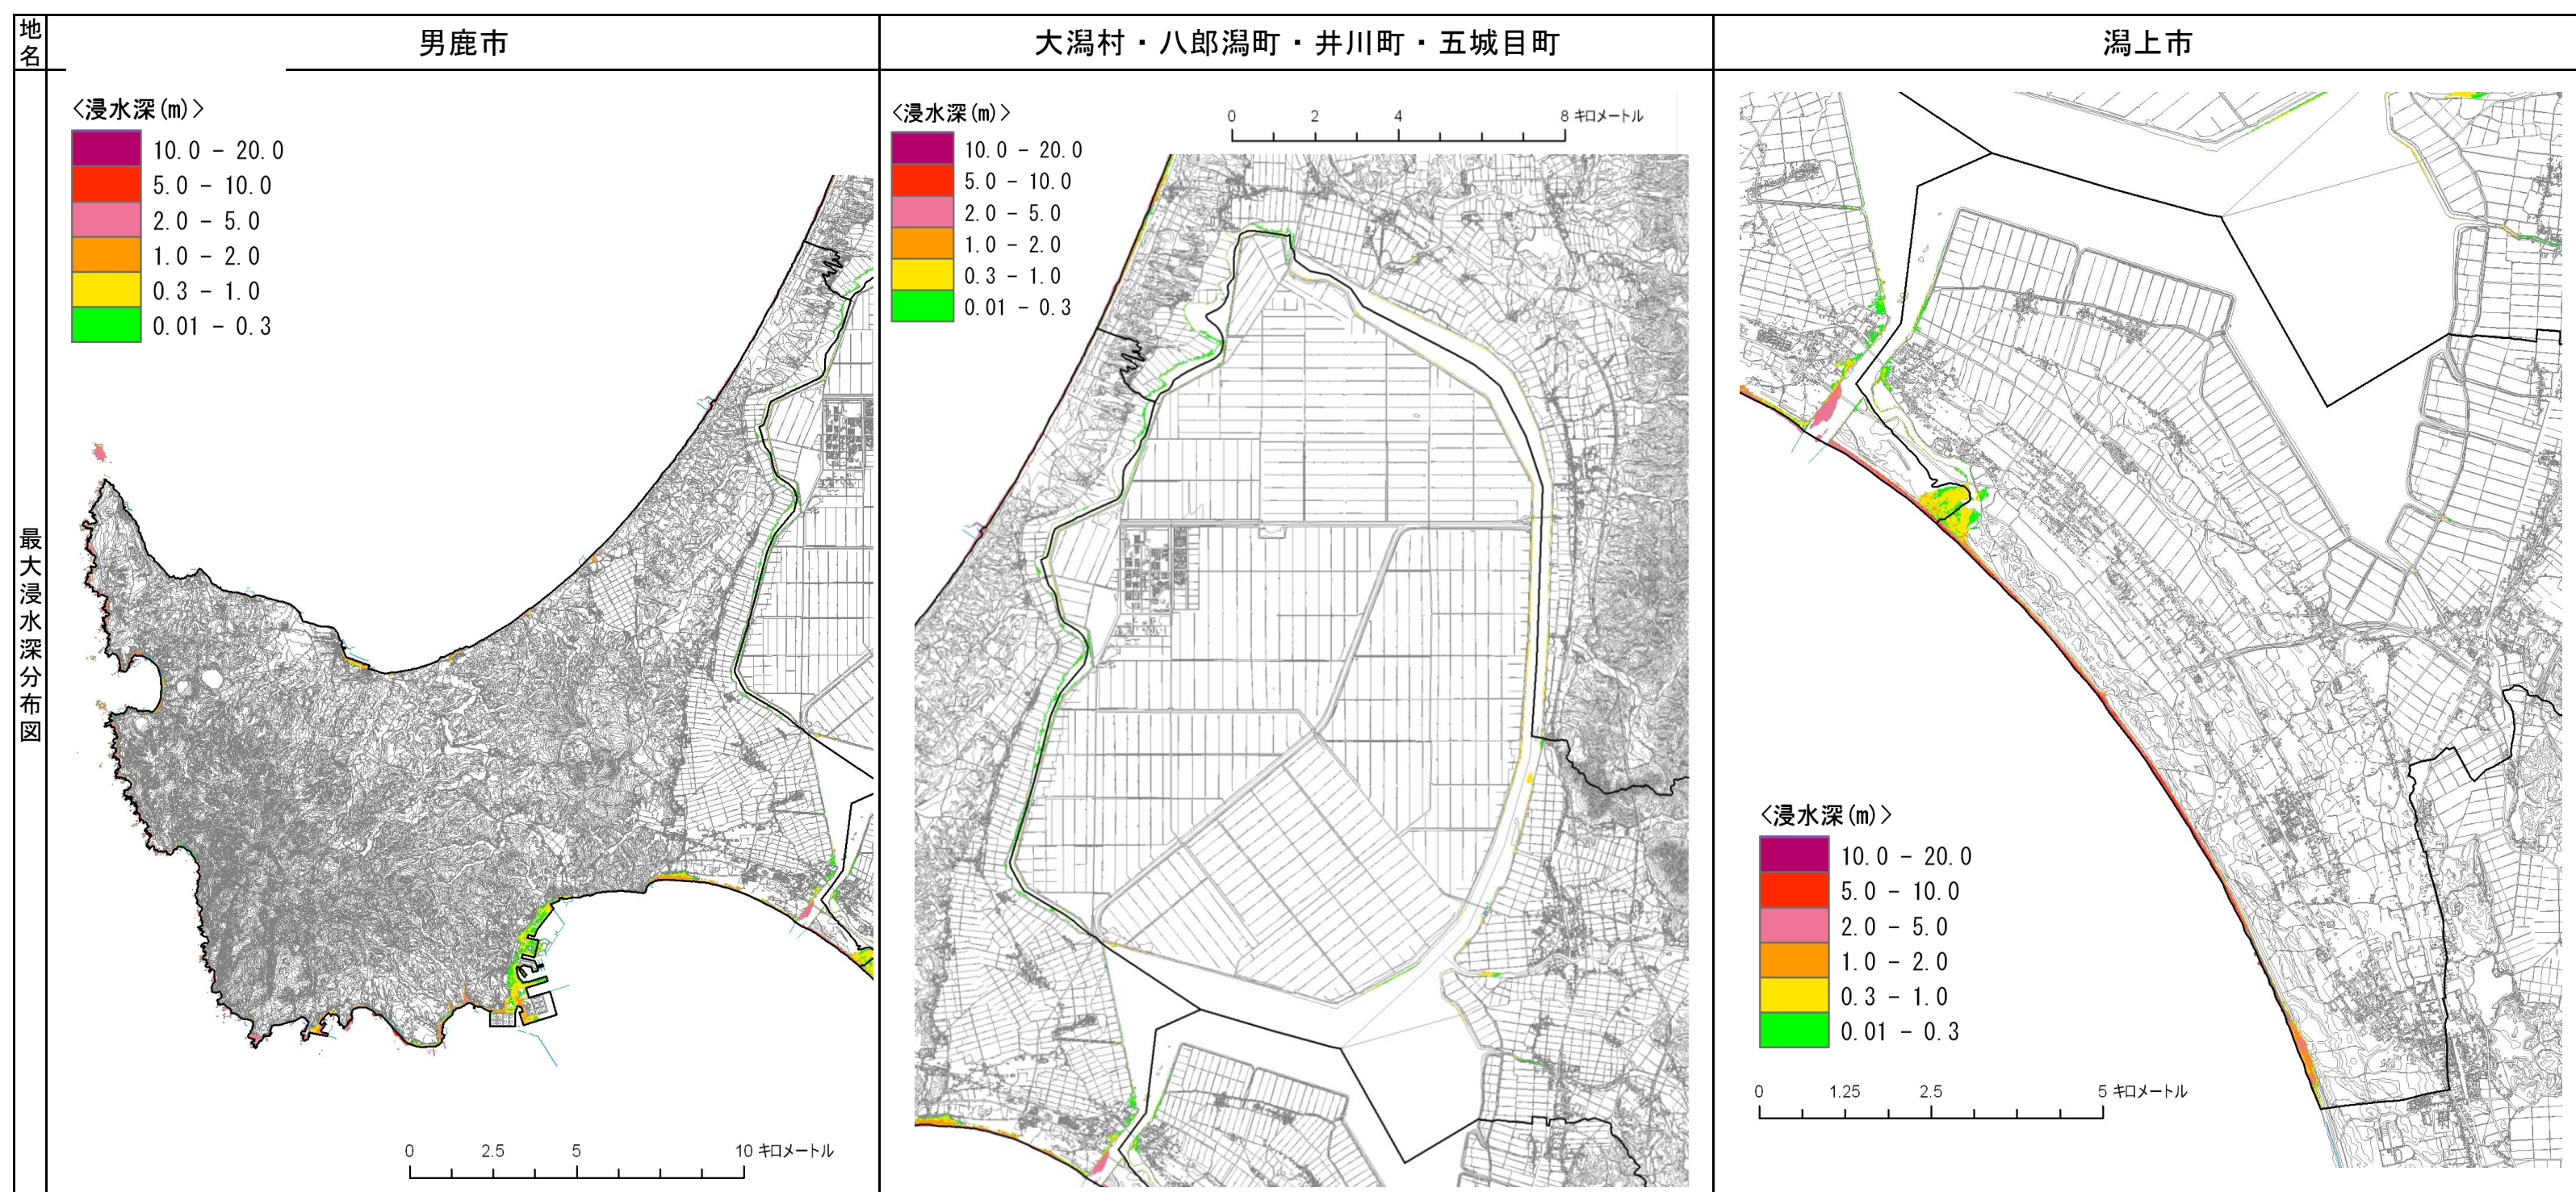 地名
男鹿市
大潟村・八郎潟町・井川町・五城目町
潟上市
最大浸水深分布図
<浸水深(m)>
10.0 - 20.0
5.0 - 10.0
2.0 - 5.0
1.0 - 2.0
0.3 - 1.0
0.01 - 0.3
0 2.5 5 10 キロメートル
<浸水深(m)>
10.0 - 20.0
5.0 - 10.0
2.0 - 5.0
1.0 - 2.0
0.3 - 1.0
0.01 - 0.3
0 2 4 8 キロメートル
<浸水深(m)>
10.0 - 20.0
5.0 - 10.0
2.0 - 5.0
1.0 - 2.0
0.3 - 1.0
0.01 - 0.3
0 1.25 2.5 5 キロメートル